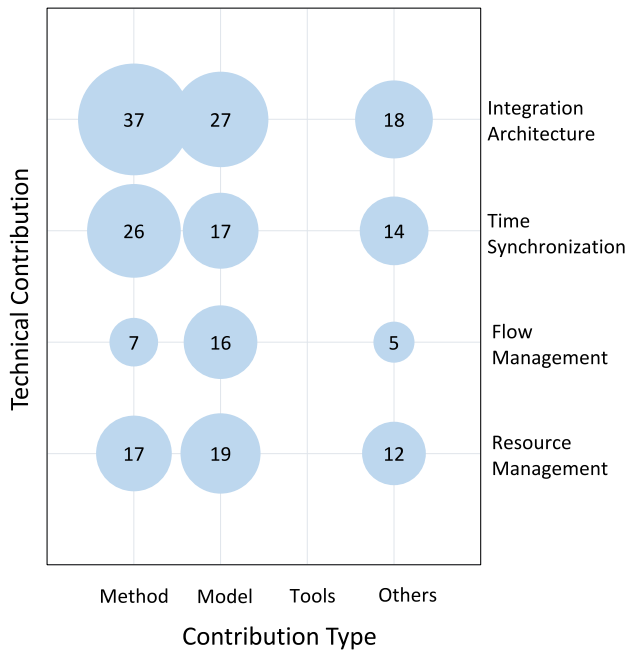 37
27
18
Integration
Architecture
26
17
14
Time
Synchronization
7
16
5
Flow
Management
17
19
12
Resource
Management
Technical Contribution
Method
Model
Tools
Others
Contribution Type